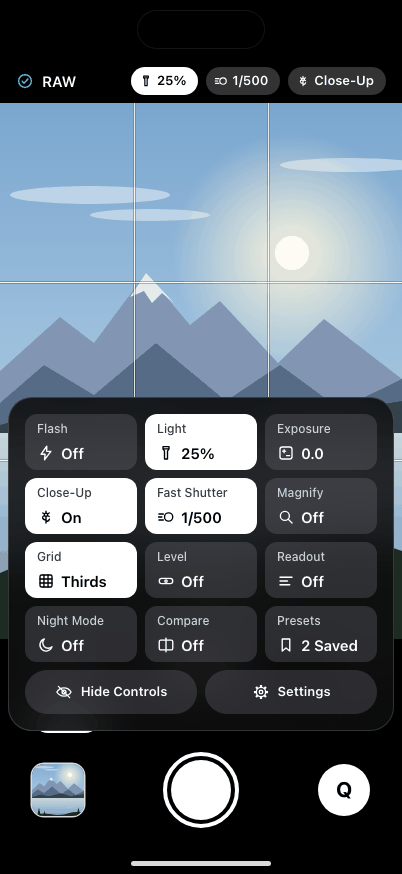 RAW
25%
1/500
Close-Up
Flash
Off
Light
25%
Exposure
0.0
Close-Up
On
Fast Shutter
1/500
Magnify
Off
Grid
Thirds
Level
Off
Readout
Off
Night Mode
Off
Compare
Off
Presets
2 Saved
Hide Controls
Settings
Q